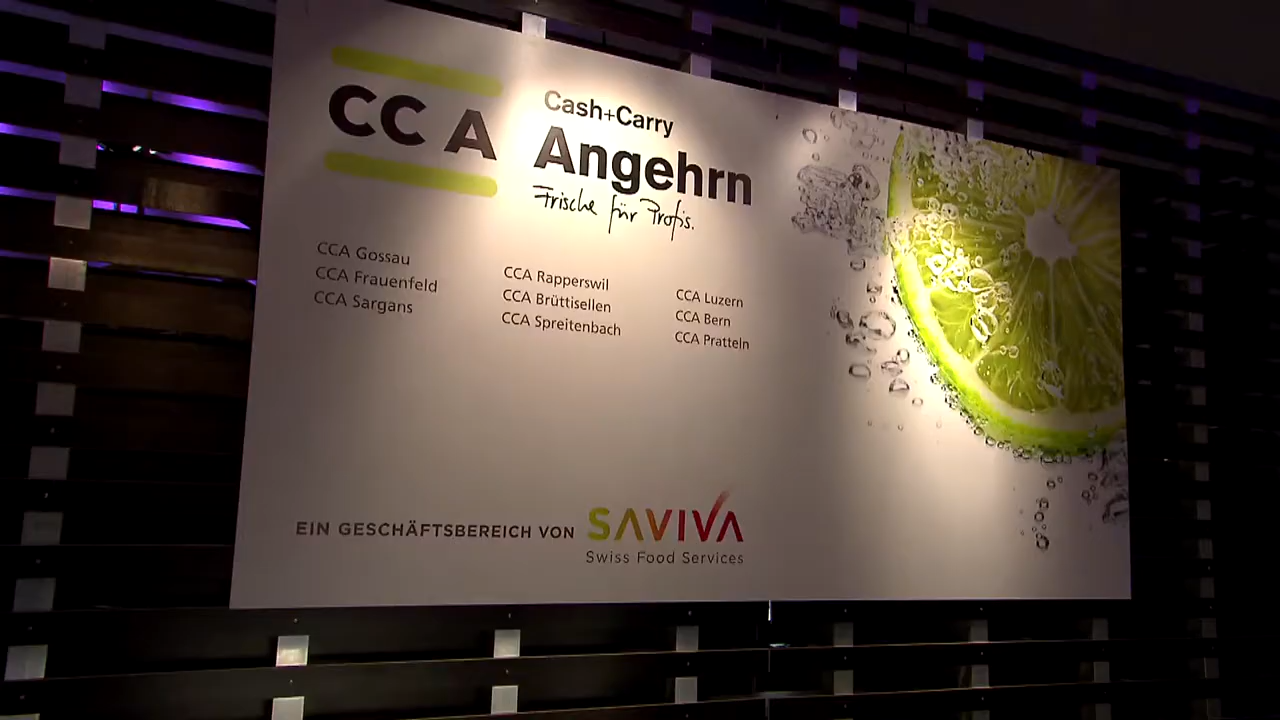 CCA
Cash+Carry
Angehrn
Frische für Profis.
CCA Gossau
CCA Frauenfeld
CCA Sargans
CCA Rapperswil
CCA Brüttisellen
CCA Spreitenbach
CCA Luzern
CCA Bern
CCA Pratteln
EIN GESCHÄFTSBEREICH VON SAVIVA
Swiss Food Services